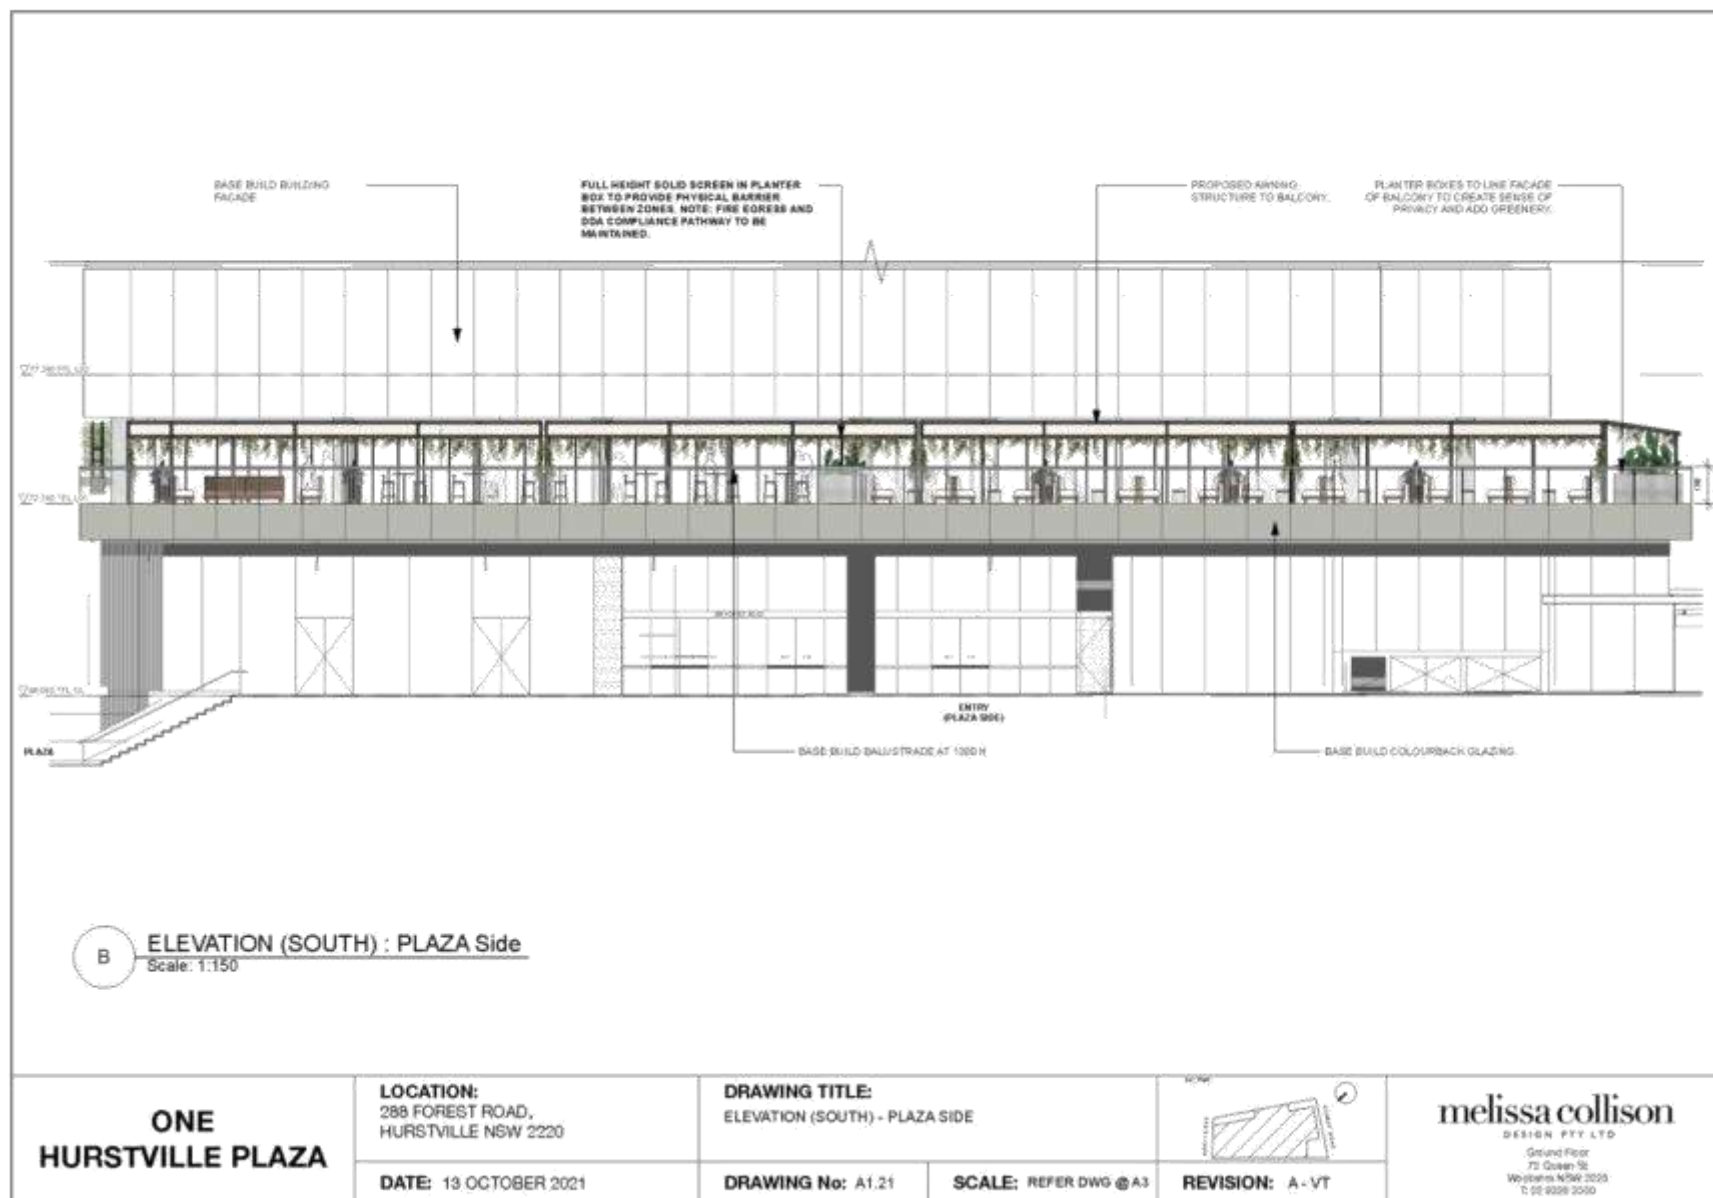 BASE BUILD BUILDING
FACADE
FULL HEIGHT SOLID SCREEN IN PLANTER
BOX TO PROVIDE PHYSICAL BARRIER
BETWEEN ZONES. NOTE: FIRE EGRESS AND
DDA COMPLIANCE PATHWAY TO BE
MAINTAINED.
PROPOSED AWNING
STRUCTURE TO BALCONY.
PLANTER BOXES TO LINE FACADE
OF BALCONY TO CREATE SENSE OF
PRIVACY AND ADD GREENERY.
ENTRY
(PLAZA SIDE)
PLAZA
BASE BUILD BALUSTRADE AT
BASE BUILD COLOURBACK GLAZING.
B
ELEVATION (SOUTH) : PLAZA Side
Scale: 1:150
ONE
HURSTVILLE PLAZA
LOCATION:
288 FOREST ROAD,
HURSTVILLE NSW 2220
DATE: 13 OCTOBER 2021
DRAWING TITLE:
ELEVATION (SOUTH) - PLAZA SIDE
DRAWING No: A1.21
SCALE: REFER DWG @ A3
REVISION: A - VT
melissa collison
DESIGN PTY LTD
Ground Floor
Queen St